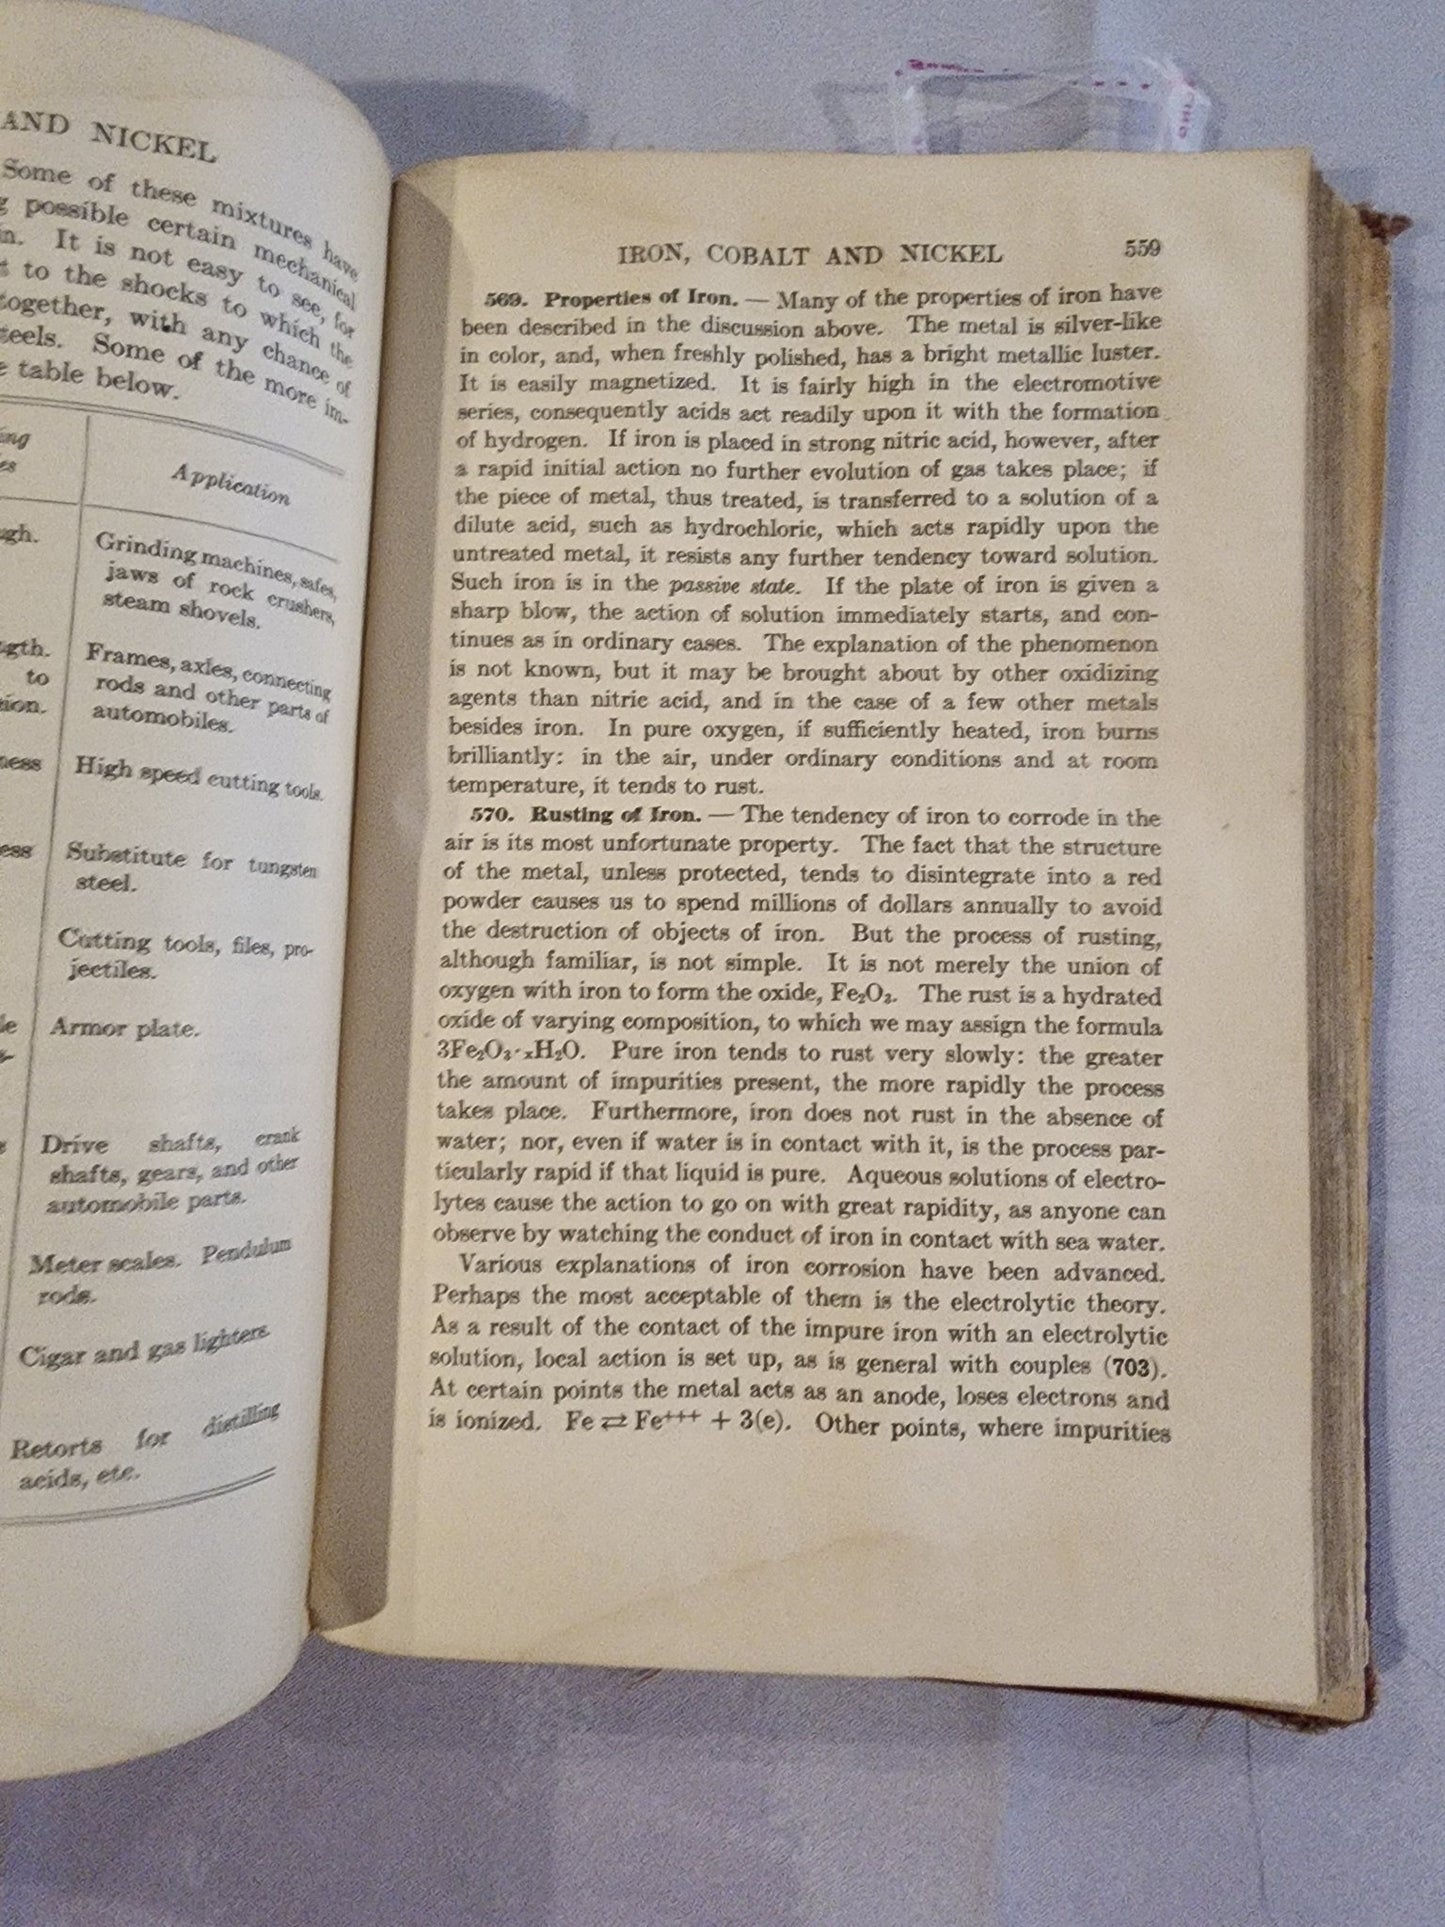 AND NICKEL
Some of these mixtures have
possible certain mechanical
It is not easy to see, for
to the shocks to which the
together, with any chance of
Some of the more im-
table below.
Application
Grinding machines, safes,
jaws of rock crushers,
steam shovels.
Frames, axles, connecting
to rods and other parts of
automobiles.
High speed cutting tools.
Substitute for tungsten
steel.
Cutting tools, files, pro-
jectiles.
Armor plate.
Drive shafts, crank
shafts, gears, and other
automobile parts.
Meter scales. Pendulum
rods.
Cigar and gas lighters.
Retorts for distilling
acids, etc.
IRON, COBALT AND NICKEL 559
569. Properties of Iron. — Many of the properties of iron have
been described in the discussion above. The metal is silver-like
in color, and, when freshly polished, has a bright metallic luster.
It is easily magnetized. It is fairly high in the electromotive
series, consequently acids act readily upon it with the formation
of hydrogen. If iron is placed in strong nitric acid, however, after
a rapid initial action no further evolution of gas takes place; if
the piece of metal, thus treated, is transferred to a solution of a
dilute acid, such as hydrochloric, which acts rapidly upon the
untreated metal, it resists any further tendency toward solution.
Such iron is in the passive state. If the plate of iron is given a
sharp blow, the action of solution immediately starts, and con-
tinues as in ordinary cases. The explanation of the phenomenon
is not known, but it may be brought about by other oxidizing
agents than nitric acid, and in the case of a few other metals
besides iron. In pure oxygen, if sufficiently heated, iron burns
brilliantly: in the air, under ordinary conditions and at room
temperature, it tends to rust.
570. Rusting of Iron. — The tendency of iron to corrode in the
air is its most unfortunate property. The fact that the structure
of the metal, unless protected, tends to disintegrate into a red
powder causes us to spend millions of dollars annually to avoid
the destruction of objects of iron. But the process of rusting,
although familiar, is not simple. It is not merely the union of
oxygen with iron to form the oxide, Fe₂O₃. The rust is a hydrated
oxide of varying composition, to which we may assign the formula
3Fe₂O₃·ₓH₂O. Pure iron tends to rust very slowly: the greater
the amount of impurities present, the more rapidly the process
takes place. Furthermore, iron does not rust in the absence of
water; nor, even if water is in contact with it, is the process par-
ticularly rapid if that liquid is pure. Aqueous solutions of electro-
lytes cause the action to go on with great rapidity, as anyone can
observe by watching the conduct of iron in contact with sea water.
Various explanations of iron corrosion have been advanced.
Perhaps the most acceptable of them is the electrolytic theory.
As a result of the contact of the impure iron with an electrolytic
solution, local action is set up, as is general with couples (703).
At certain points the metal acts as an anode, loses electrons and
is ionized. Fe ⇄ Fe⁺⁺⁺ + 3(e). Other points, where impurities